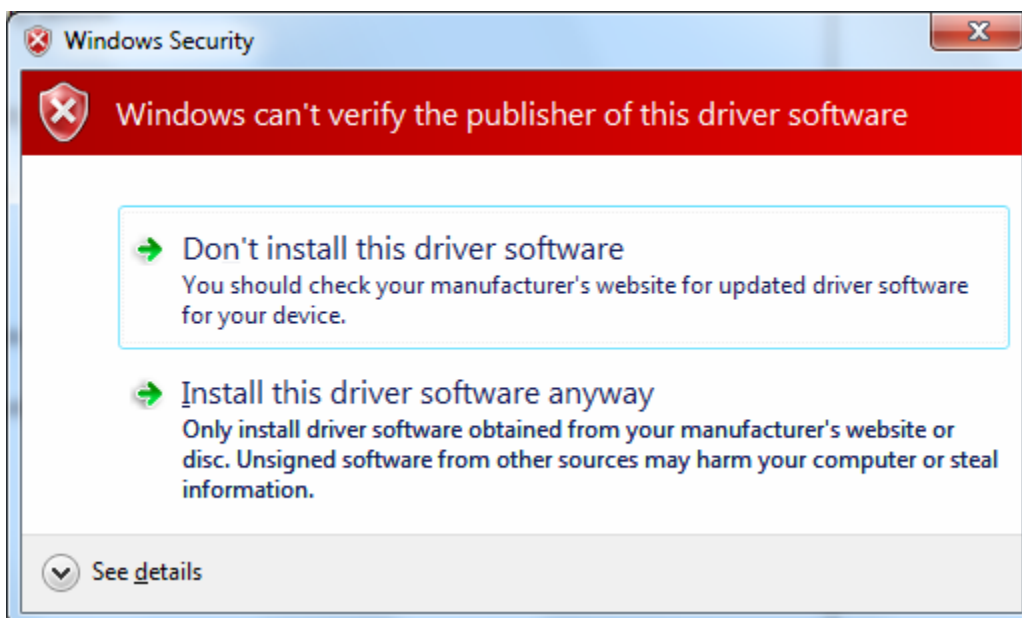 Windows Security
Windows can't verify the publisher of this driver software
Don't install this driver software
You should check your manufacturer's website for updated driver software
for your device.
Install this driver software anyway
Only install driver software obtained from your manufacturer's website or
disc. Unsigned software from other sources may harm your computer or steal
information.
See details